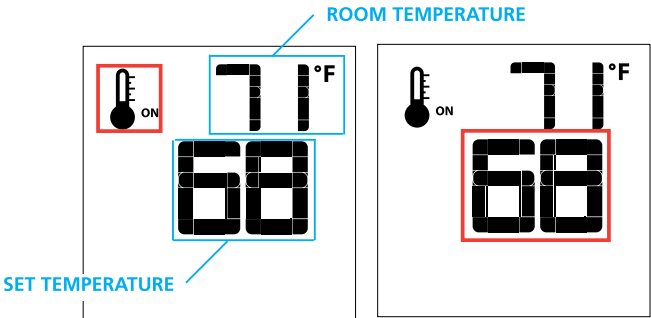 ROOM TEMPERATURE
71 °F
ON
68
SET TEMPERATURE
71 °F
ON
68